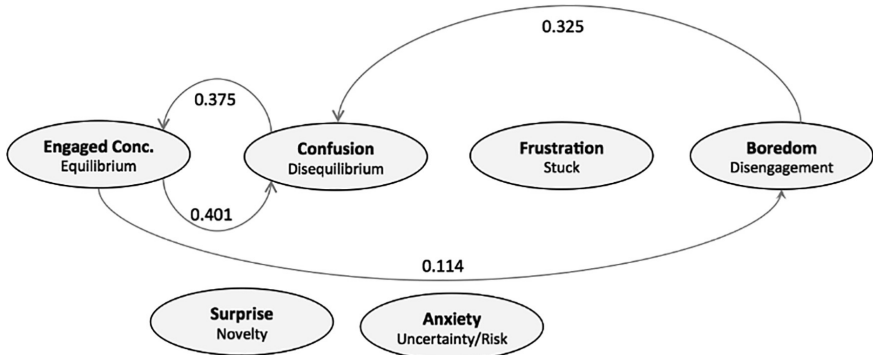 0.325
0.375
Engaged Conc.
Equilibrium
Confusion
Disequilibrium
Frustration
Stuck
Boredom
Disengagement
0.401
0.114
Surprise
Novelty
Anxiety
Uncertainty/Risk